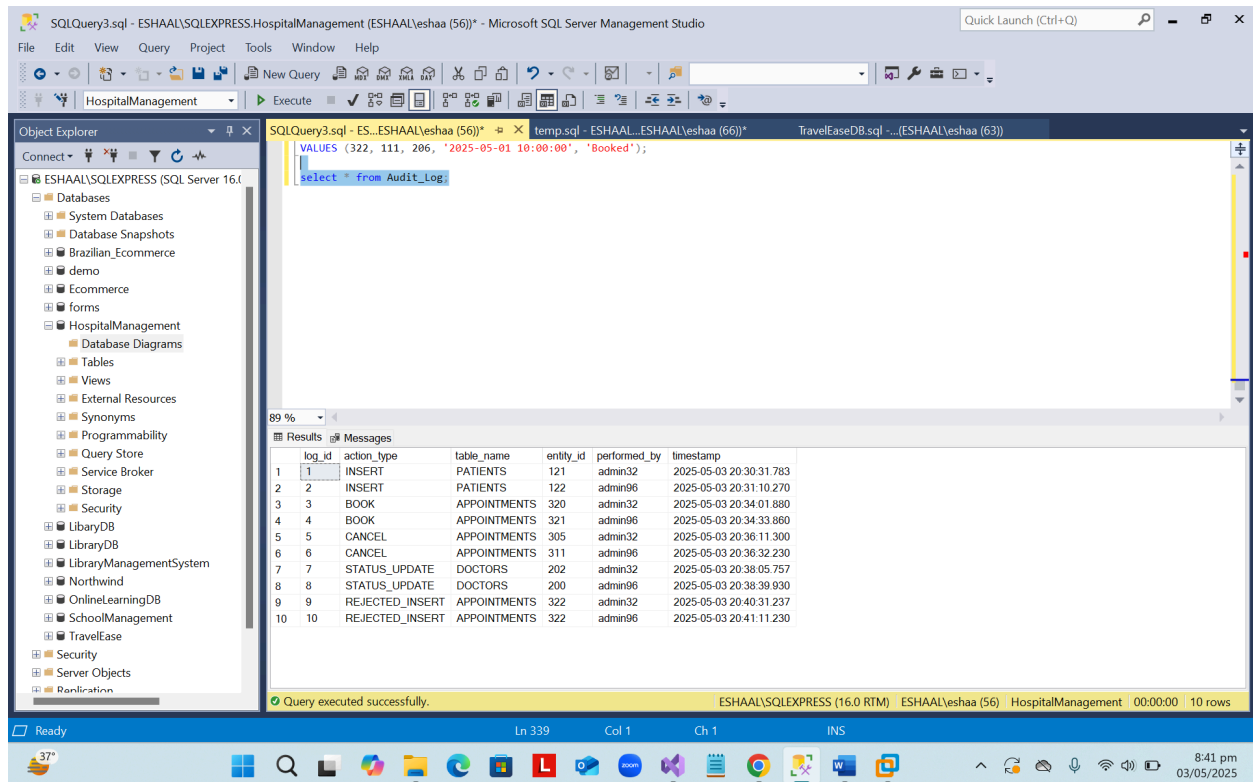 SQLQuery3.sql - ESHAAL\SQLEXPRESS.HospitalManagement (ESHAAL\eshaa (56))* - Microsoft SQL Server Management Studio
Quick Launch (Ctrl+Q)
File Edit View Query Project Tools Window Help
New Query MDX DMX XMLA DAX
HospitalManagement Execute
Object Explorer
SQLQuery3.sql - ES...ESHAAL\eshaa (56))* temp.sql - ESHAAL...ESHAAL\eshaa (66))* TravelEaseDB.sql -...(ESHAAL\eshaa (63))
Connect
ESHAAL\SQLEXPRESS (SQL Server 16.0
Databases
System Databases
Database Snapshots
Brazilian_Ecommerce
demo
Ecommerce
forms
HospitalManagement
Database Diagrams
Tables
Views
External Resources
Synonyms
Programmability
Query Store
Service Broker
Storage
Security
LibaryDB
LibraryDB
LibraryManagementSystem
Northwind
OnlineLearningDB
SchoolManagement
TravelEase
Security
Server Objects
Replication
VALUES (322, 111, 206, '2025-05-01 10:00:00', 'Booked');
select * from Audit_Log;
89 %
Results Messages
log_id action_type table_name entity_id performed_by timestamp
1 1 INSERT PATIENTS 121 admin32 2025-05-03 20:30:31.783
2 2 INSERT PATIENTS 122 admin96 2025-05-03 20:31:10.270
3 3 BOOK APPOINTMENTS 320 admin32 2025-05-03 20:34:01.880
4 4 BOOK APPOINTMENTS 321 admin96 2025-05-03 20:34:33.860
5 5 CANCEL APPOINTMENTS 305 admin32 2025-05-03 20:36:11.300
6 6 CANCEL APPOINTMENTS 311 admin96 2025-05-03 20:36:32.230
7 7 STATUS_UPDATE DOCTORS 202 admin32 2025-05-03 20:38:05.757
8 8 STATUS_UPDATE DOCTORS 200 admin96 2025-05-03 20:38:39.930
9 9 REJECTED_INSERT APPOINTMENTS 322 admin32 2025-05-03 20:40:31.237
10 10 REJECTED_INSERT APPOINTMENTS 322 admin96 2025-05-03 20:41:11.230
Query executed successfully. ESHAAL\SQLEXPRESS (16.0 RTM) ESHAAL\eshaa (56) HospitalManagement 00:00:00 10 rows
Ready Ln 339 Col 1 Ch 1 INS
37°
L
zoom
W
8:41 pm
03/05/2025